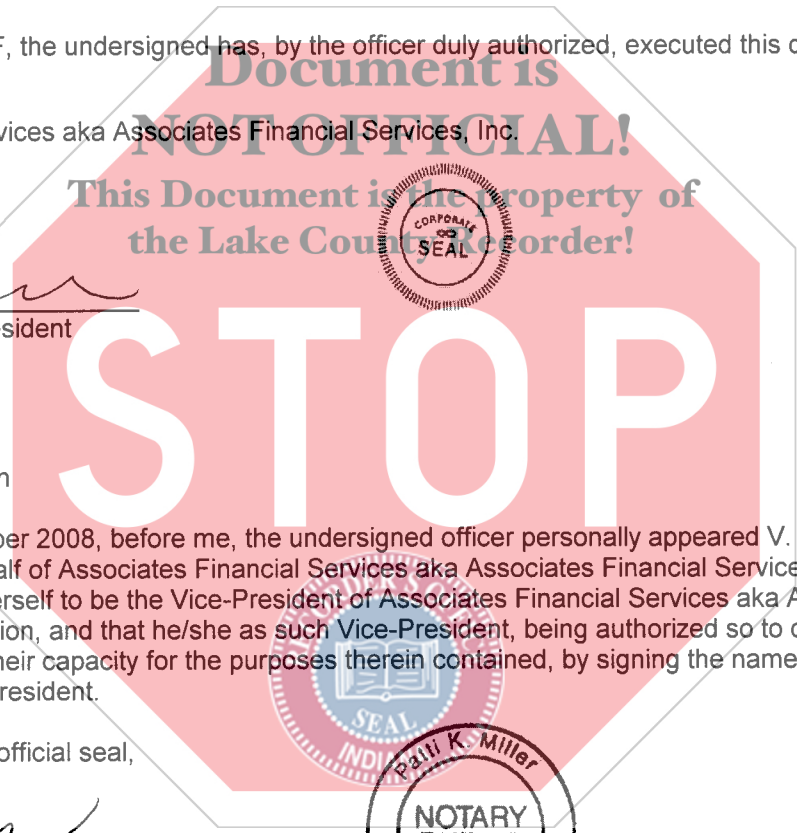 , the undersigned has, by the officer duly authorized, executed this
Document is
vices aka Associates Financial Services, Inc.
NOT OFFICIAL!
This Document is the property of
the Lake County Recorder!
CORPORATE
SEAL
sident
STOP
n
ber 2008, before me, the undersigned officer personally appeared V.
alf of Associates Financial Services aka Associates Financial Service
erself to be the Vice-President of Associates Financial Services aka A
ion, and that he/she as such Vice-President, being authorized so to
heir capacity for the purposes therein contained, by signing the name
resident.
SEAL
official seal,
Patti K. Miller
NOTARY